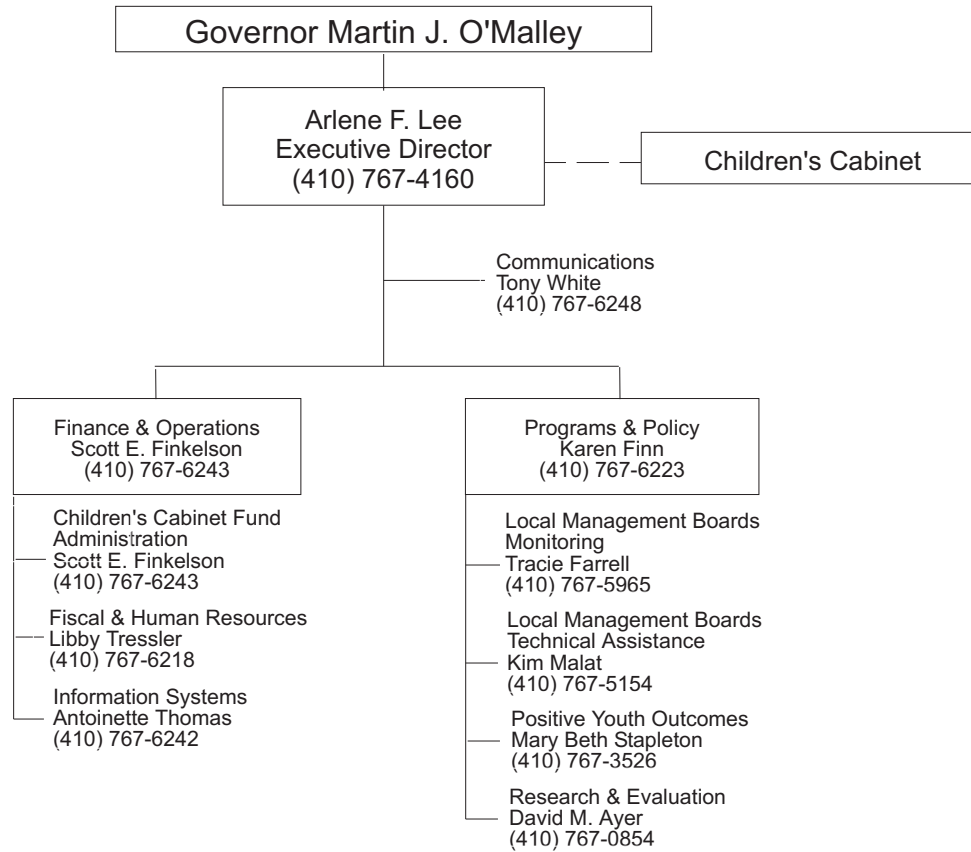 Governor Martin J. O'Malley
Arlene F. Lee
Executive Director
(410) 767-4160
Children's Cabinet
Communications
Tony White
(410) 767-6248
Finance & Operations
Scott E. Finkelson
(410) 767-6243
Children's Cabinet Fund
Administration
Scott E. Finkelson
(410) 767-6243
Fiscal & Human Resources
Libby Tressler
(410) 767-6218
Information Systems
Antoinette Thomas
(410) 767-6242
Programs & Policy
Karen Finn
(410) 767-6223
Local Management Boards
Monitoring
Tracie Farrell
(410) 767-5965
Local Management Boards
Technical Assistance
Kim Malat
(410) 767-5154
Positive Youth Outcomes
Mary Beth Stapleton
(410) 767-3526
Research & Evaluation
David M. Ayer
(410) 767-0854